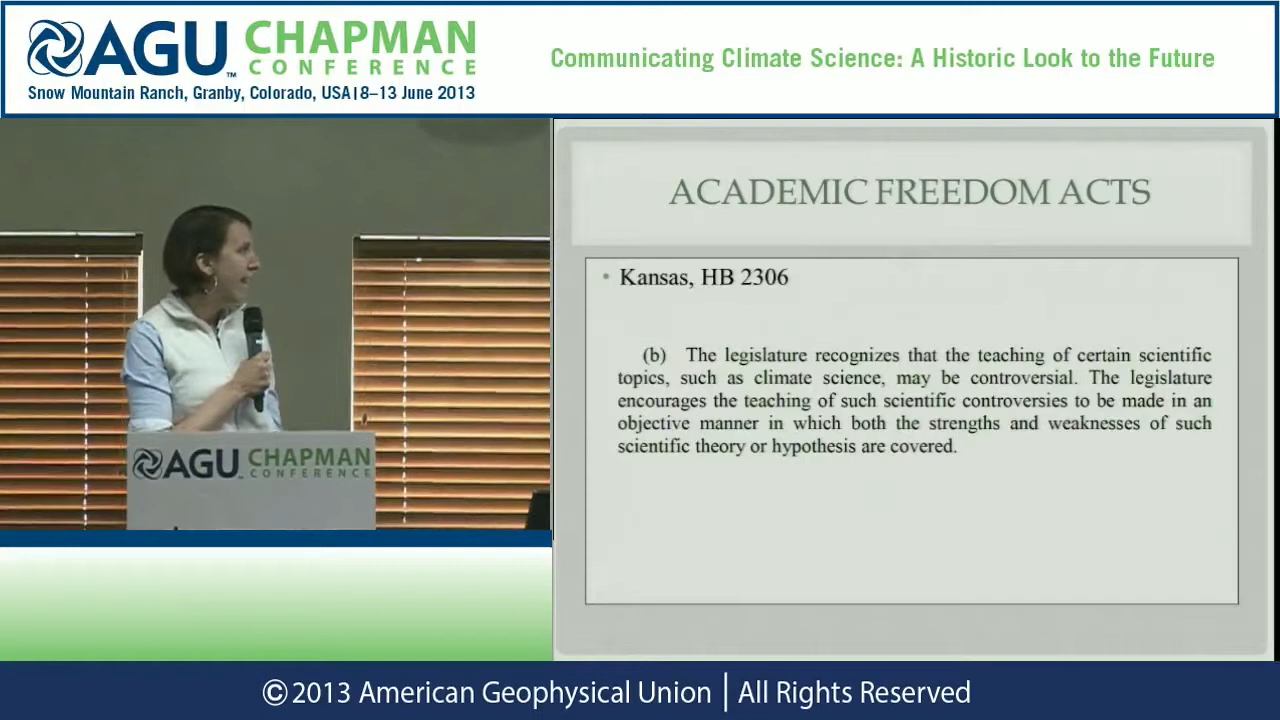 AGU CHAPMAN
™ CONFERENCE
Snow Mountain Ranch, Granby, Colorado, USA|8–13 June 2013
Communicating Climate Science: A Historic Look to the Future
ACADEMIC FREEDOM ACTS
• Kansas, HB 2306
(b) The legislature recognizes that the teaching of certain scientific
topics, such as climate science, may be controversial. The legislature
encourages the teaching of such scientific controversies to be made in an
objective manner in which both the strengths and weaknesses of such
scientific theory or hypothesis are covered.
AGU CHAPMAN
CONFERENCE
©2013 American Geophysical Union | All Rights Reserved